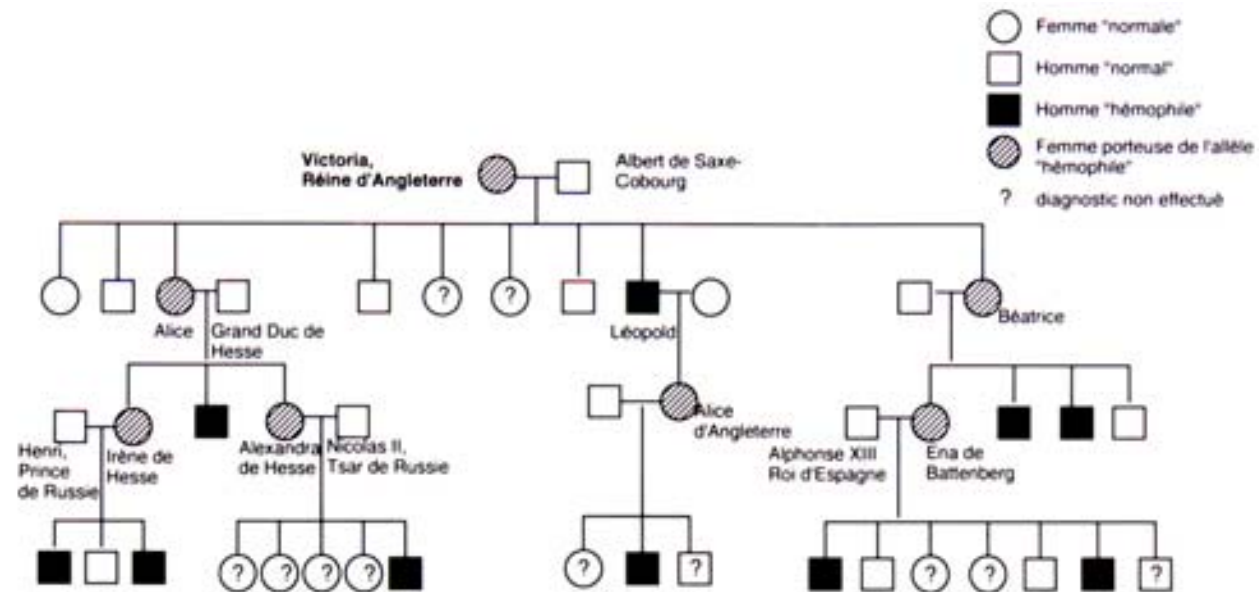 Femme "normale"
Homme "normal"
Homme "hémophile"
Femme porteuse de l'allèle
"hémophile"
? diagnostic non effectué
Victoria,
Réine d'Angleterre
Albert de Saxe-
Cobourg
? ?
Alice
Grand Duc de
Hesse
Léopold
Béatrice
Henri,
Prince
de Russie
Irène de
Hesse
Alexandra
de Hesse
Nicolas II,
Tsar de Russie
Alice
d'Angleterre
Alphonse XIII
Roi d'Espagne
Ena de
Battenberg
? ? ? ? ? ? ? ? ?